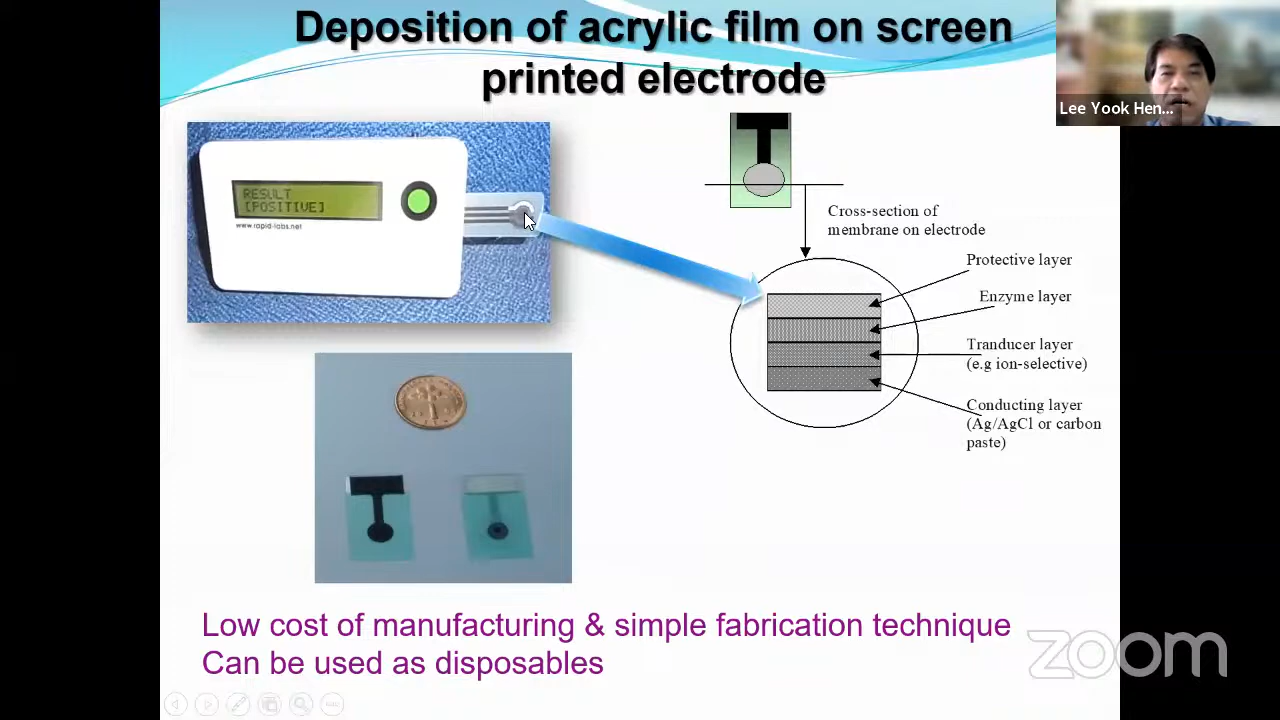 Deposition of acrylic film on screen
printed electrode
Lee Yook Hen...
RESULT
[POSITIVE]
www.rapid-labs.net
Cross-section of
membrane on electrode
Protective layer
Enzyme layer
Tranducer layer
(e.g ion-selective)
Conducting layer
(Ag/AgCl or carbon
paste)
Low cost of manufacturing & simple fabrication technique
Can be used as disposables
zoom